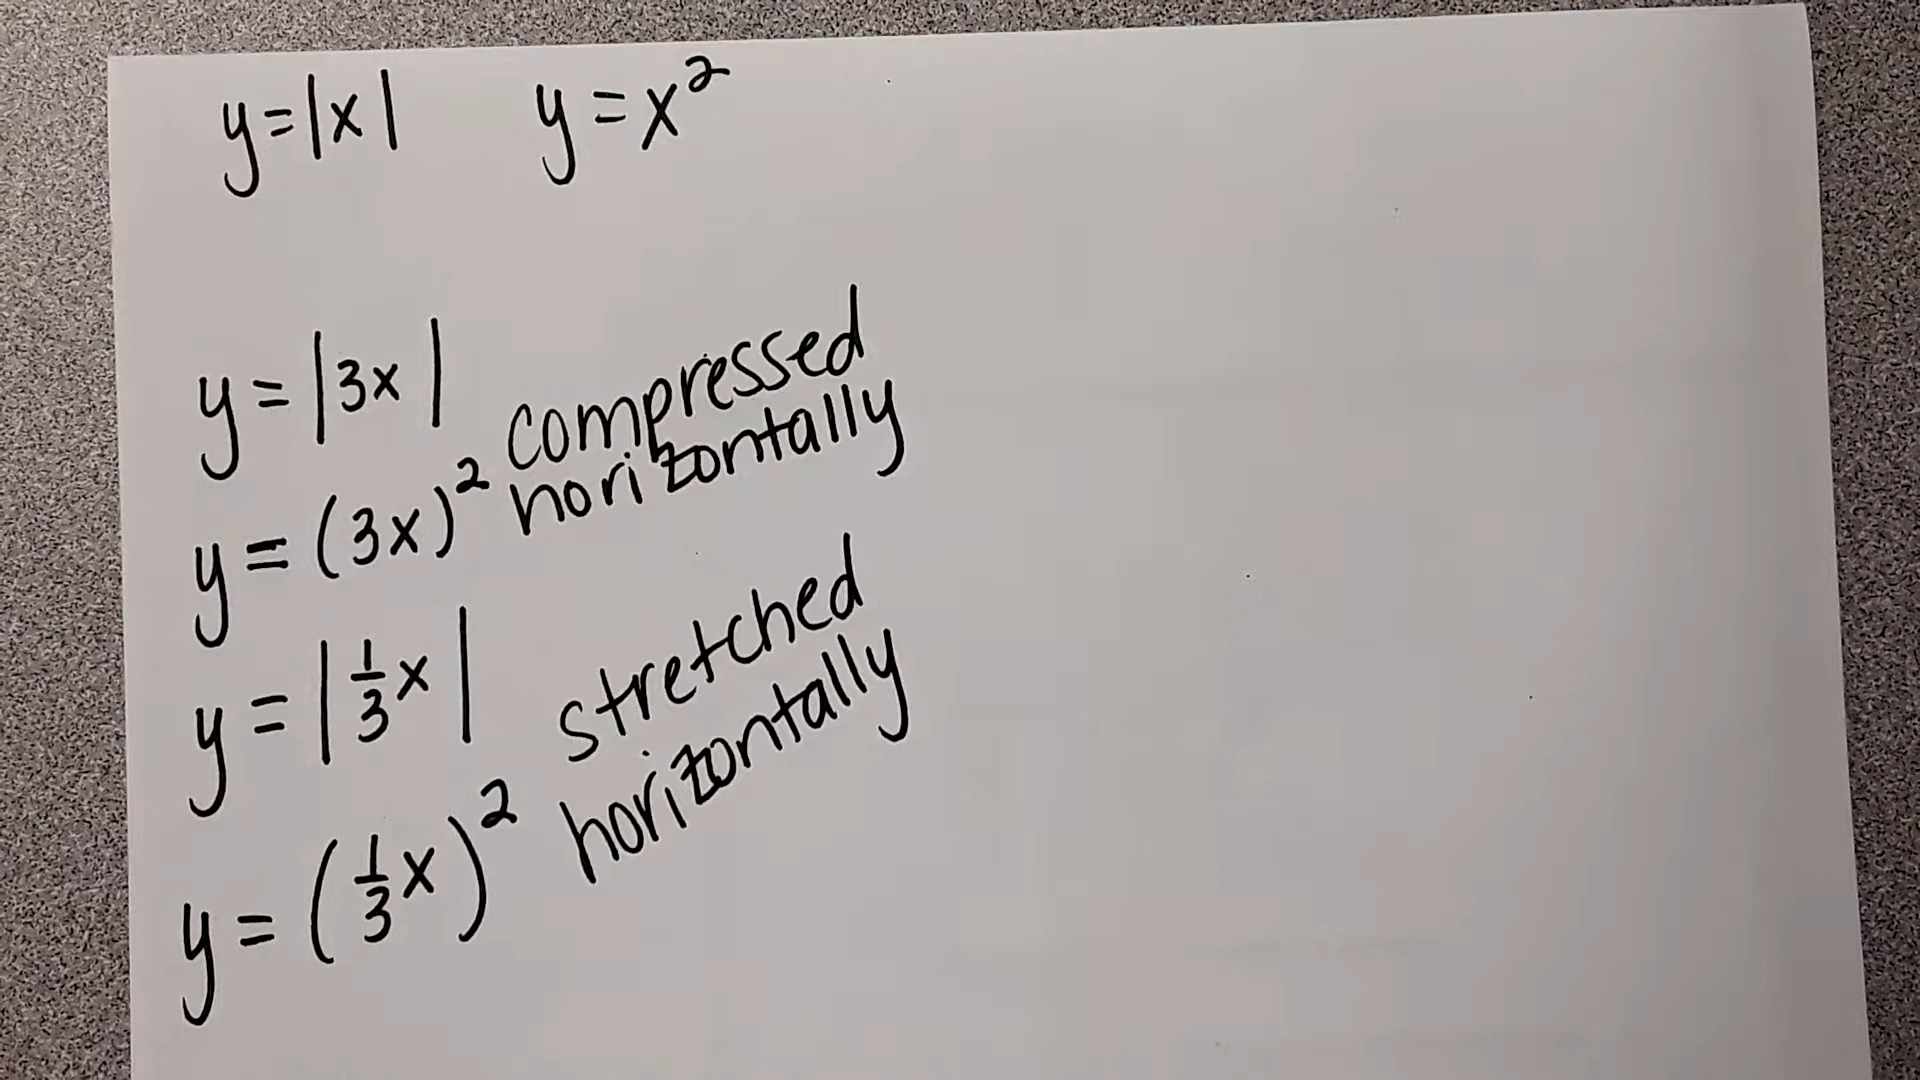 y=|x| y=x²
y=|3x|
compressed
horizontally
y=(3x)²
y=|⅓x|
stretched
horizontally
y=(⅓x)²